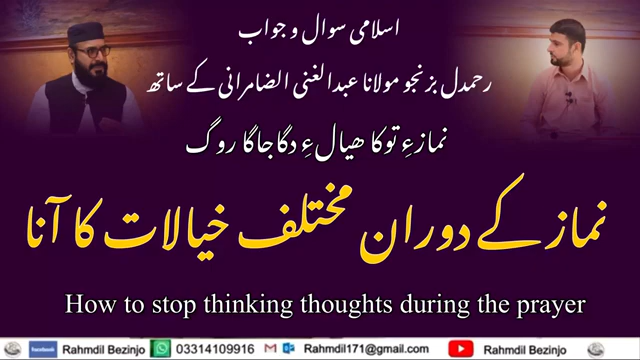 اسلامی سوال و جواب
رحمدل بزنجو مولانا عبدالغنی الضامرانی کے ساتھ
نمازءِ توکا ھیالءِ دگاجاگا روگ
نماز کے دوران مختلف خیالات کا آنا
How to stop thinking thoughts during the prayer
facebook Rahmdil Bezinjo 03314109916 Rahmdil171@gmail.com Rahmdil Bezinjo